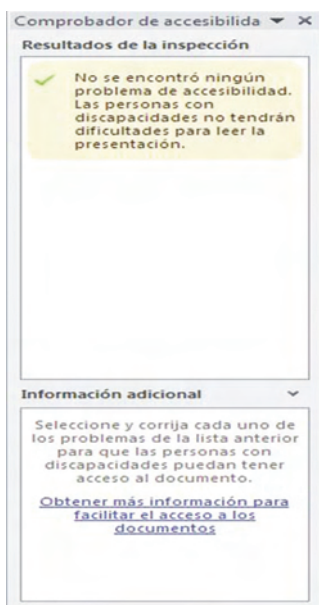 Comprobador de accesibilida
Resultados de la inspección
No se encontró ningún
problema de accesibilidad.
Las personas con
discapacidades no tendrán
dificultades para leer la
presentación.
Información adicional
Seleccione y corrija cada uno de
los problemas de la lista anterior
para que las personas con
discapacidades puedan tener
acceso al documento.
Obtener más información para
facilitar el acceso a los
documentos